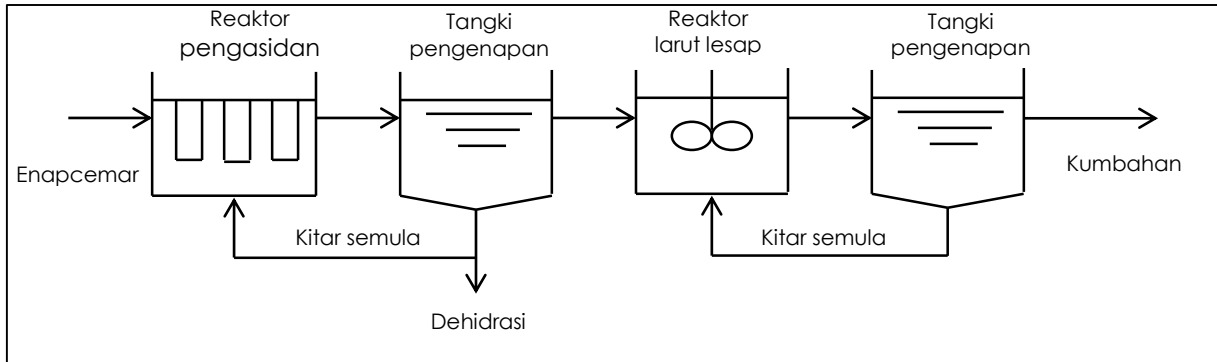 Reaktor
pengasidan
Tangki
pengenapan
Reaktor
larut lesap
Tangki
pengenapan
Enapcemar
Kumbahan
Kitar semula
Kitar semula
Dehidrasi